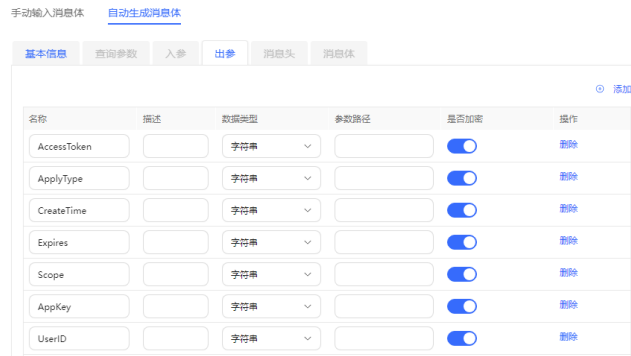 手动输入消息体 自动生成消息体
基本信息 查询参数 入参 出参 消息头 消息体
添加
名称 描述 数据类型 参数路径 是否加密 操作
AccessToken 字符串 删除
ApplyType 字符串 删除
CreateTime 字符串 删除
Expires 字符串 删除
Scope 字符串 删除
AppKey 字符串 删除
UserID 字符串 删除